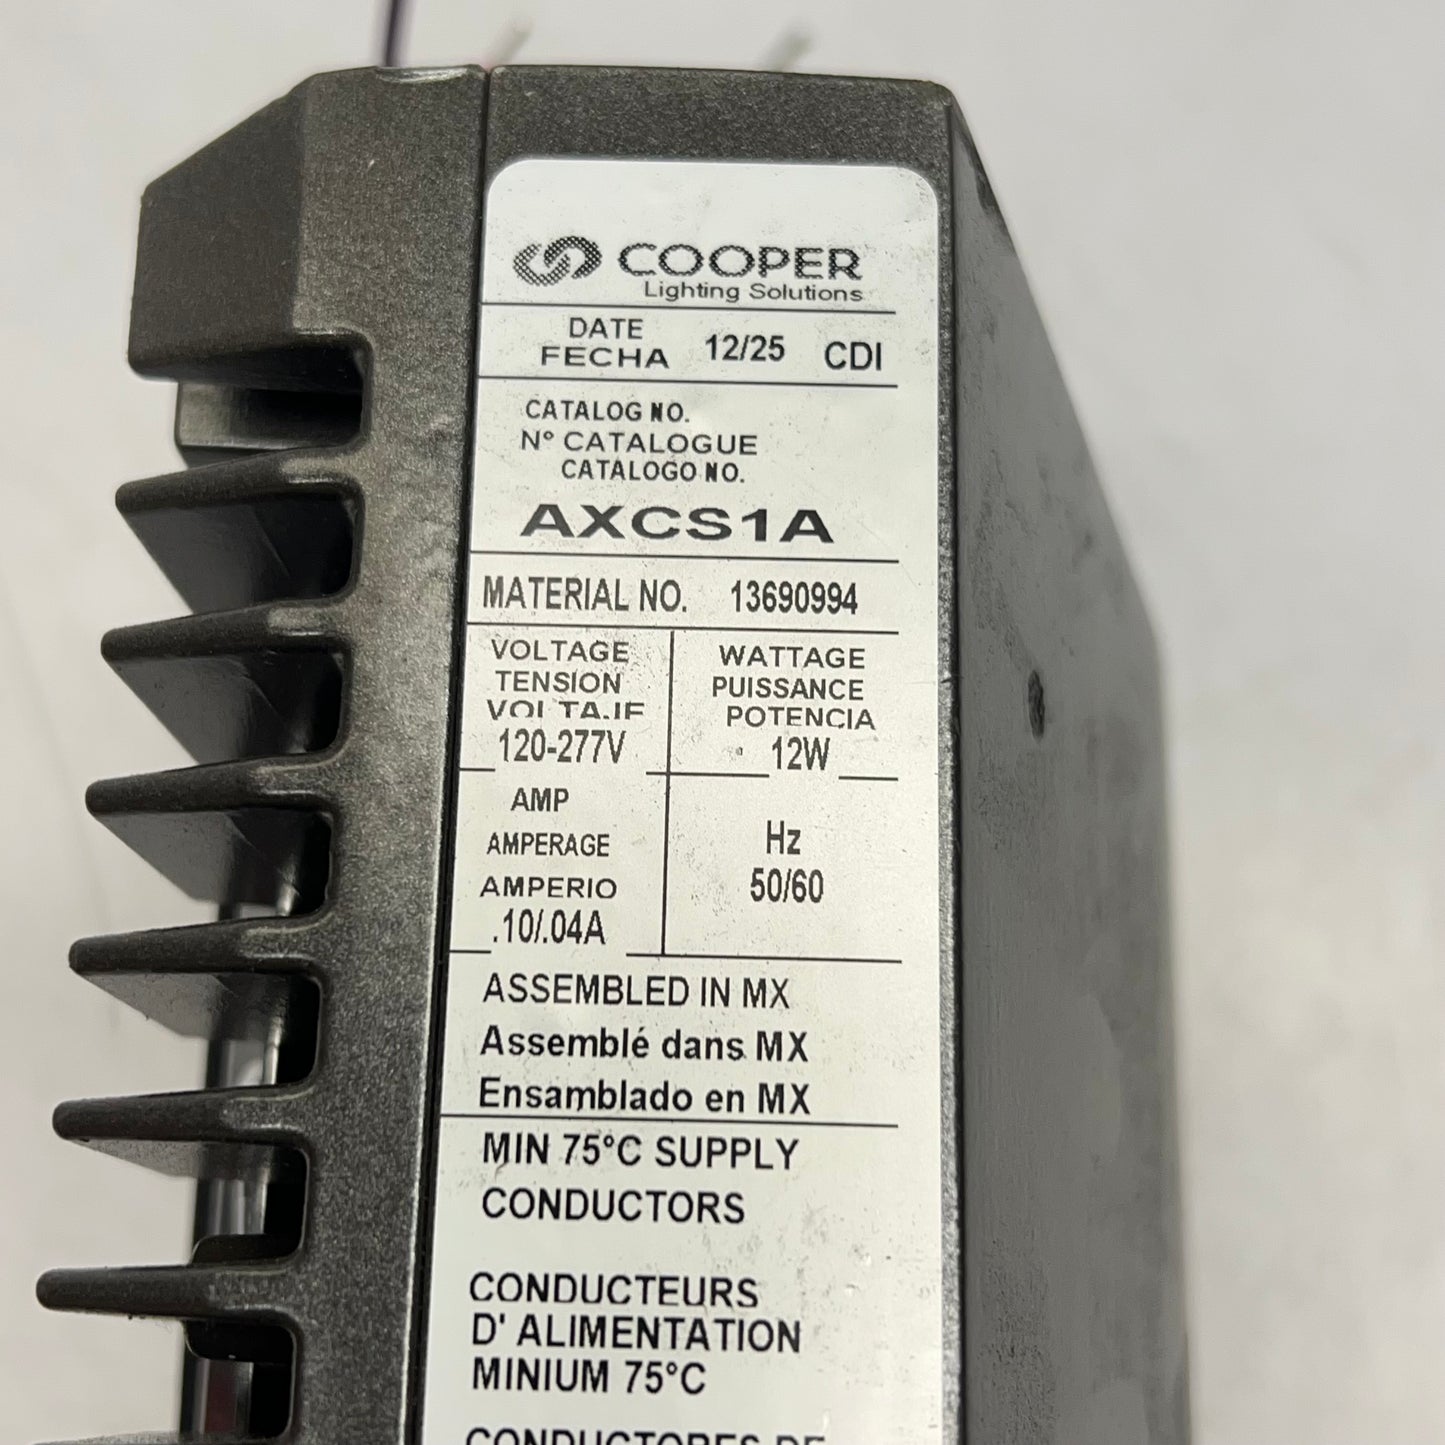 COOPER
Lighting Solutions
DATE
FECHA 12/25 CDI
CATALOG NO.
N° CATALOGUE
CATALOGO NO.
AXCS1A
MATERIAL NO. 13690994
VOLTAGE
TENSION
VOLTAJE
120-277V
WATTAGE
PUISSANCE
POTENCIA
12W
AMP
AMPERAGE
AMPERIO
.10/.04A
Hz
50/60
ASSEMBLED IN MX
Assemblé dans MX
Ensamblado en MX
MIN 75°C SUPPLY
CONDUCTORS
CONDUCTEURS
D' ALIMENTATION
MINIUM 75°C
CONDUCTORES DE